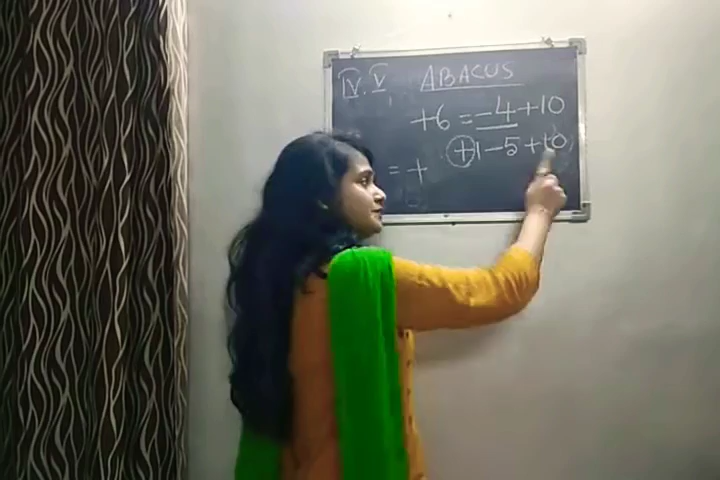 IV. V ABACUS
+6 = -4+10
+1-5+10
= +